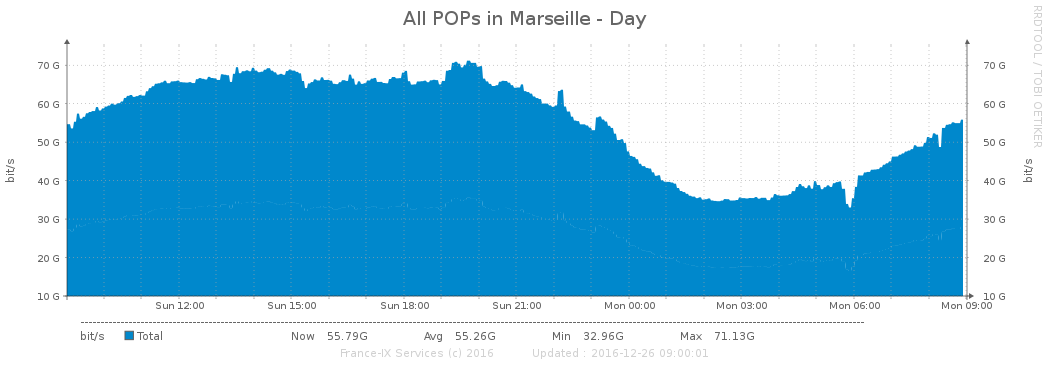 All POPs in Marseille - Day
RRDTOOL / TOBI OETIKER
bit/s
70 G
60 G
50 G
40 G
30 G
20 G
10 G
70 G
60 G
50 G
40 G
30 G
20 G
10 G
bit/s
Sun 12:00 Sun 15:00 Sun 18:00 Sun 21:00 Mon 00:00 Mon 03:00 Mon 06:00 Mon 09:00
bit/s Total Now 55.79G Avg 55.26G Min 32.96G Max 71.13G
France-IX Services (c) 2016 Updated : 2016-12-26 09:00:01